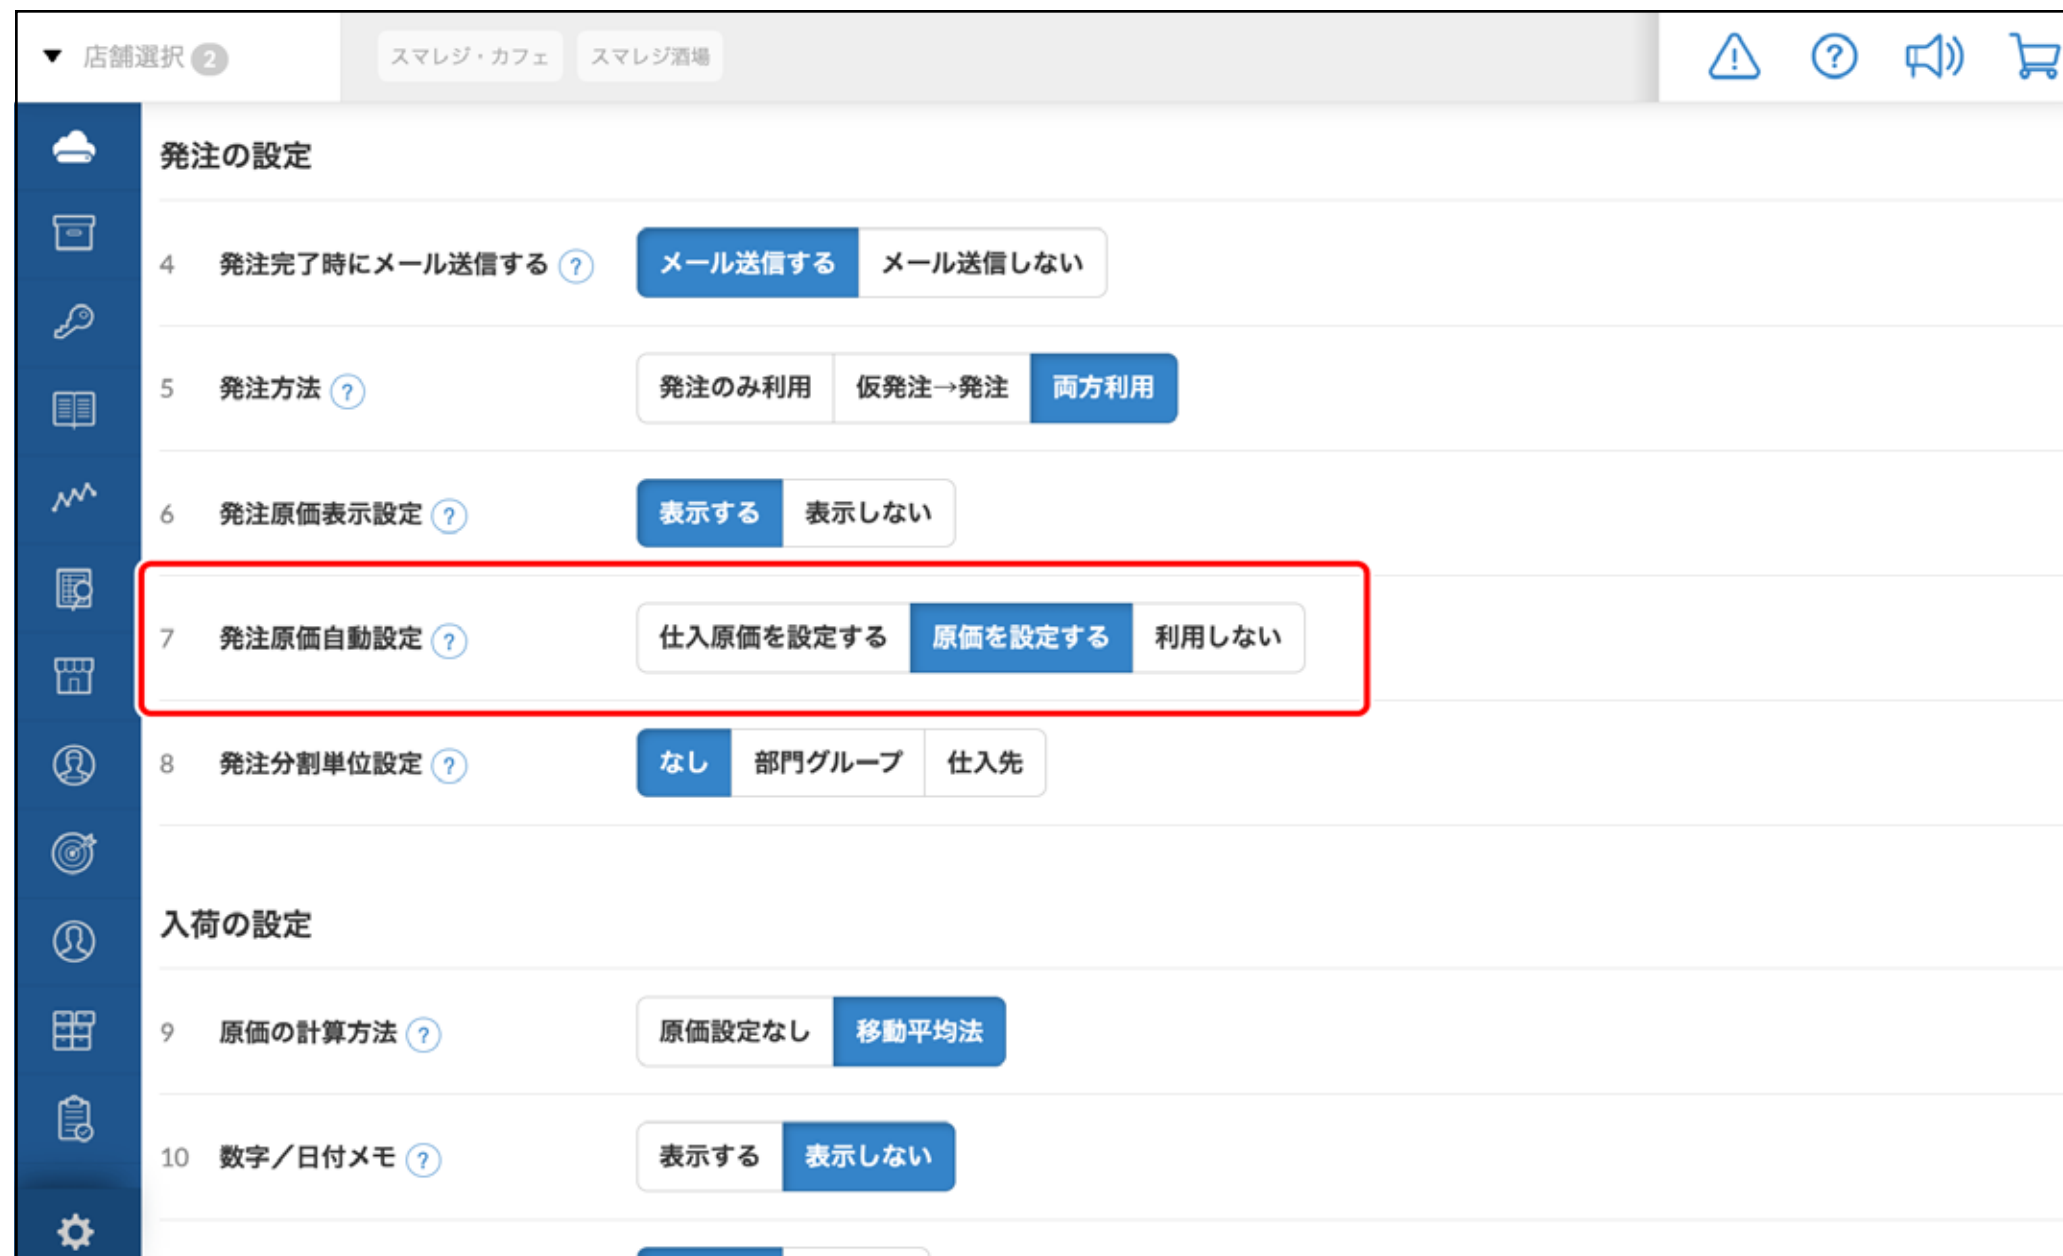 ▼ 店舗選択 2 スマレジ・カフェ スマレジ酒場
発注の設定
4 発注完了時にメール送信する ? メール送信する メール送信しない
5 発注方法 ? 発注のみ利用 仮発注→発注 両方利用
6 発注原価表示設定 ? 表示する 表示しない
7 発注原価自動設定 ? 仕入原価を設定する 原価を設定する 利用しない
8 発注分割単位設定 ? なし 部門グループ 仕入先
入荷の設定
9 原価の計算方法 ? 原価設定なし 移動平均法
10 数字／日付メモ ? 表示する 表示しない